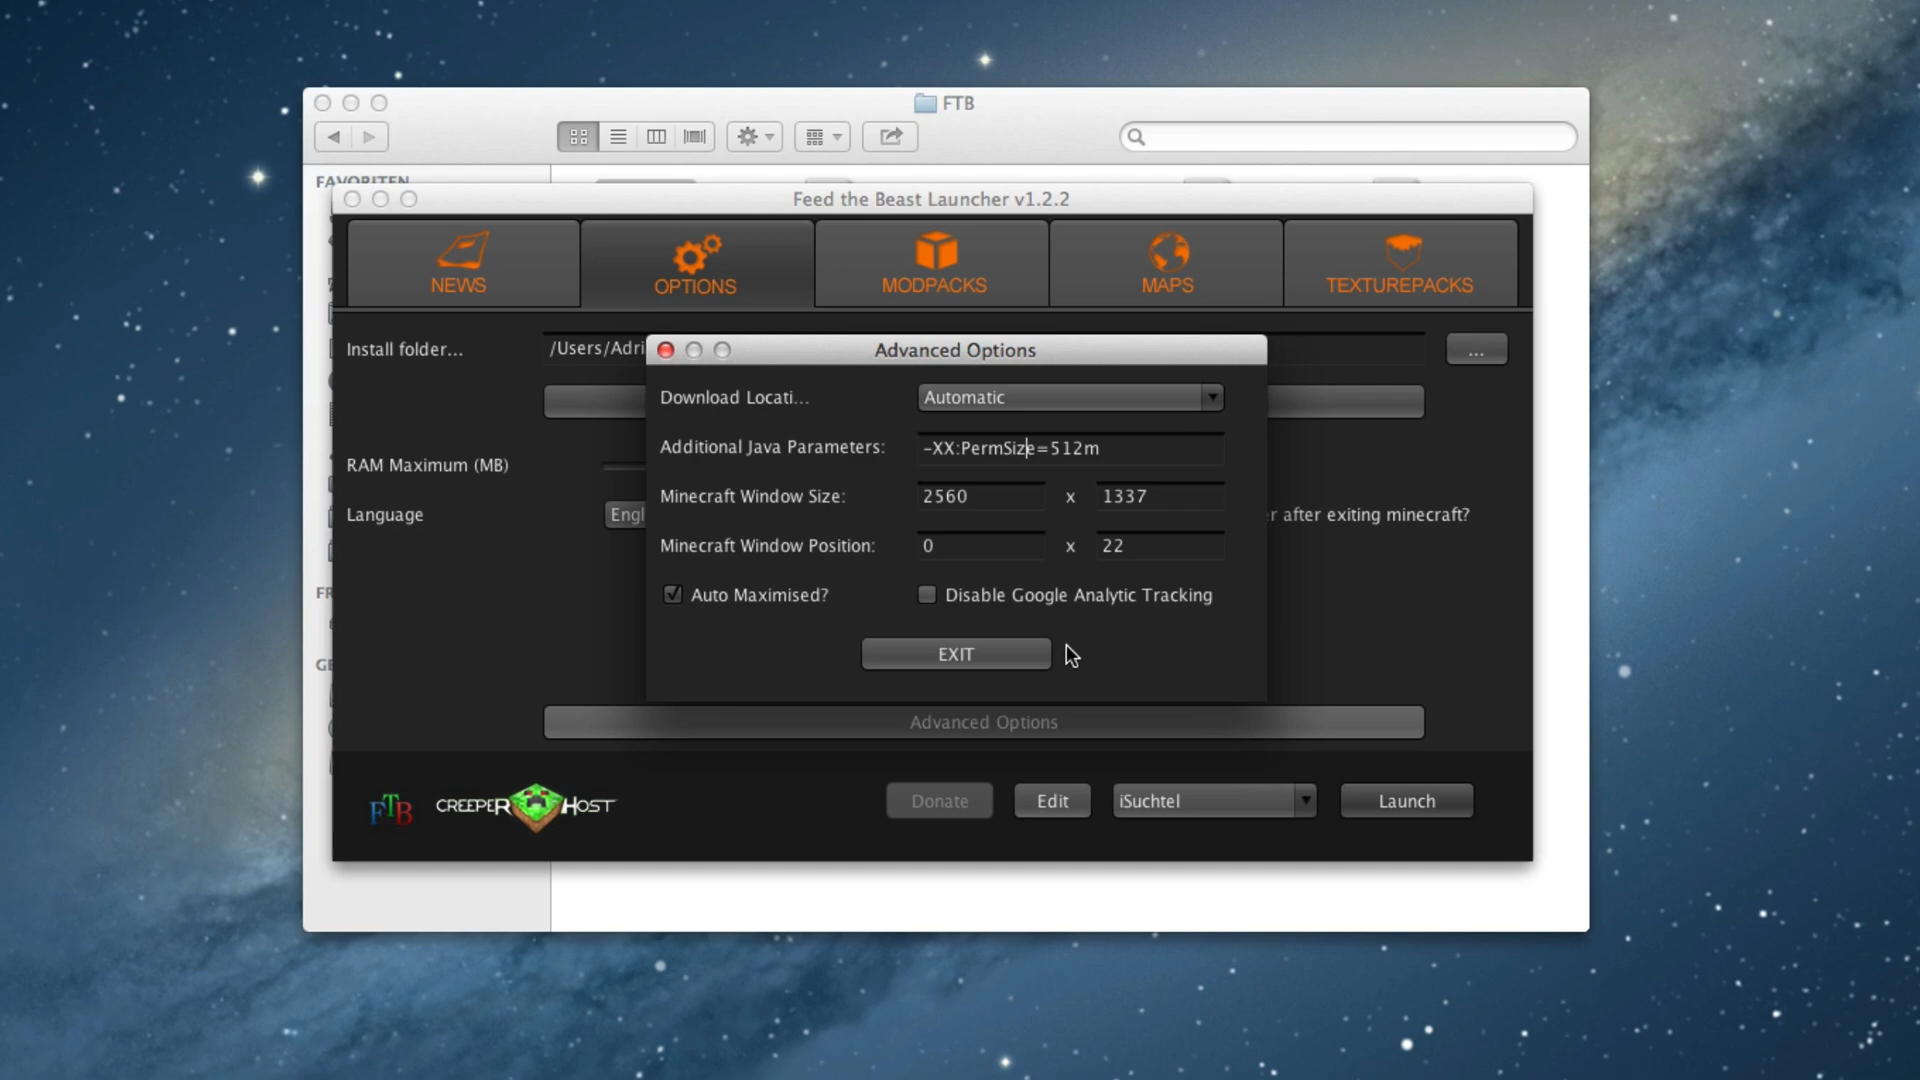 FTB
FAVORITEN
Feed the Beast Launcher v1.2.2
NEWS
OPTIONS
MODPACKS
MAPS
TEXTUREPACKS
Install folder...
/Users/Adri
...
Advanced Options
Download Locati...
Automatic
Additional Java Parameters:
-XX:PermSize=512m
RAM Maximum (MB)
Minecraft Window Size:
2560 x 1337
Language
Engl
r after exiting minecraft?
Minecraft Window Position:
0 x 22
FR
Auto Maximised?
Disable Google Analytic Tracking
EXIT
GE
Advanced Options
FTB
CREEPER HOST
Donate
Edit
iSuchtel
Launch